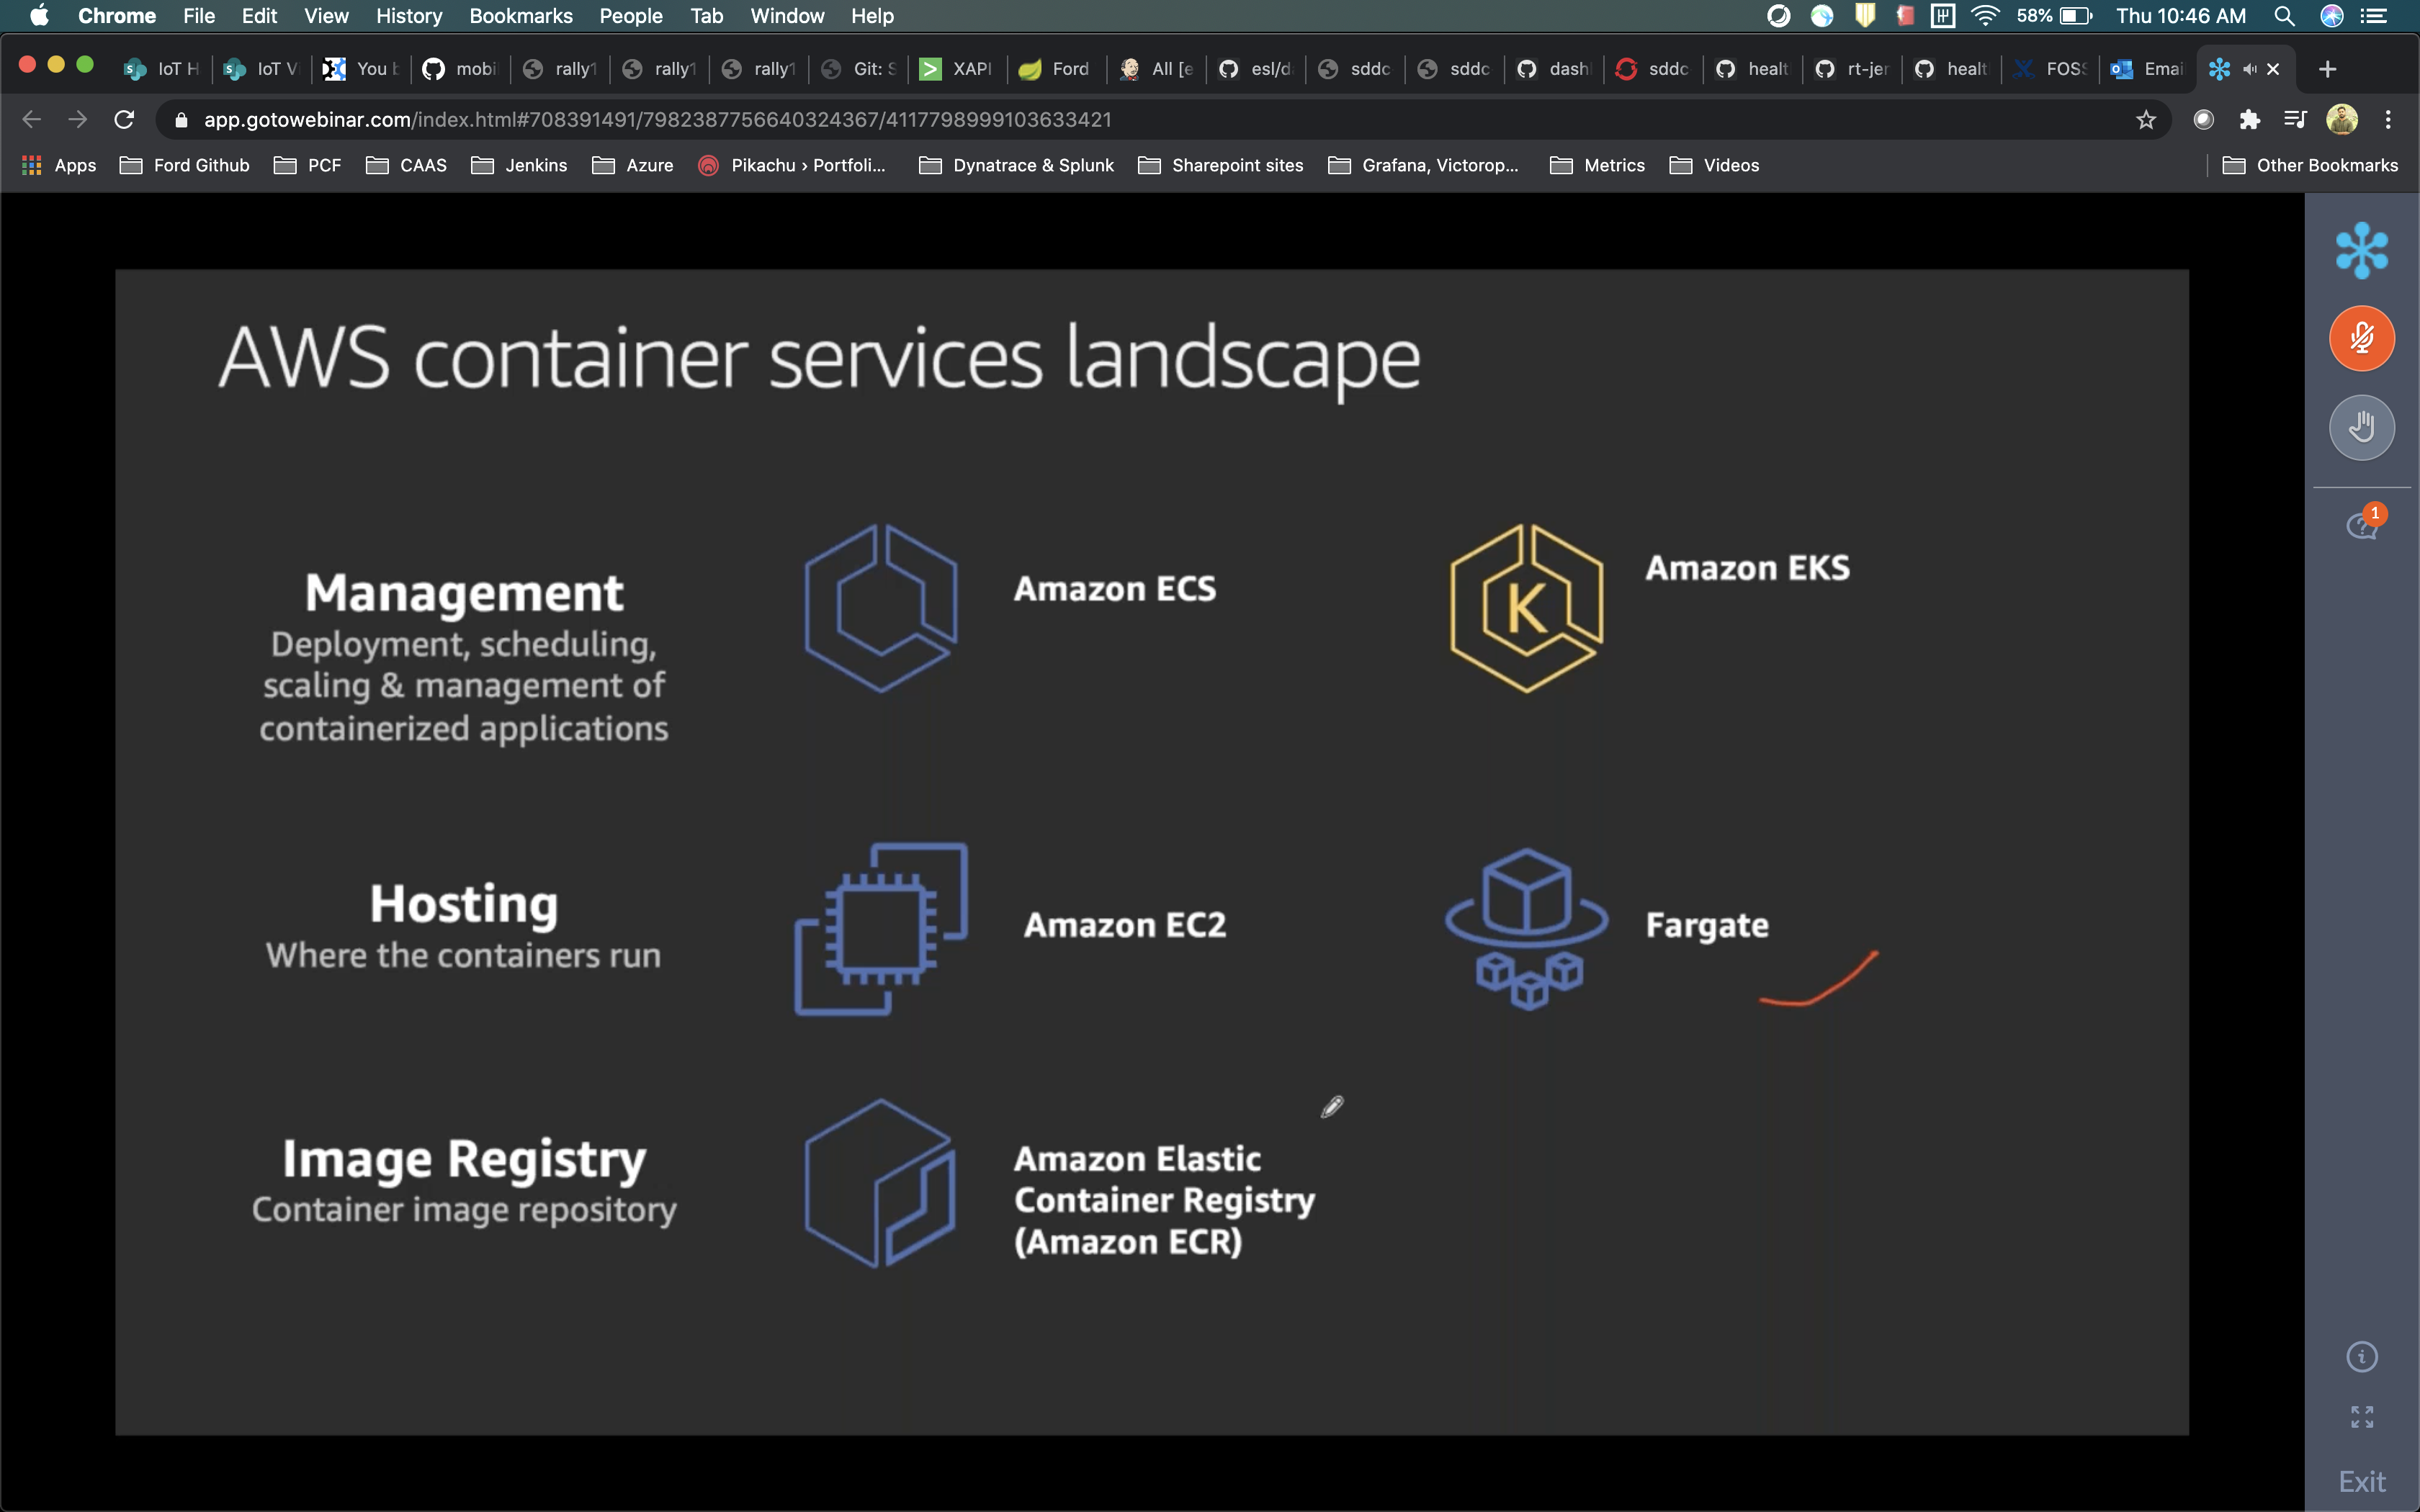 Chrome File Edit View History Bookmarks People Tab Window Help 58% Thu 10:46 AM
IoT H IoT V You b mobi rally1 rally1 rally1 Git: S XAPI Ford All [e esl/d sddc sddc dash sddc healt rt-jer healt FOSS Emai
app.gotowebinar.com/index.html#708391491/7982387756640324367/4117798999103633421
Apps Ford Github PCF CAAS Jenkins Azure Pikachu › Portfoli... Dynatrace & Splunk Sharepoint sites Grafana, Victorop... Metrics Videos Other Bookmarks
AWS container services landscape
1
Management
Deployment, scheduling,
scaling & management of
containerized applications
Amazon ECS
K
Amazon EKS
Hosting
Where the containers run
Amazon EC2
Fargate
Image Registry
Container image repository
Amazon Elastic
Container Registry
(Amazon ECR)
Exit